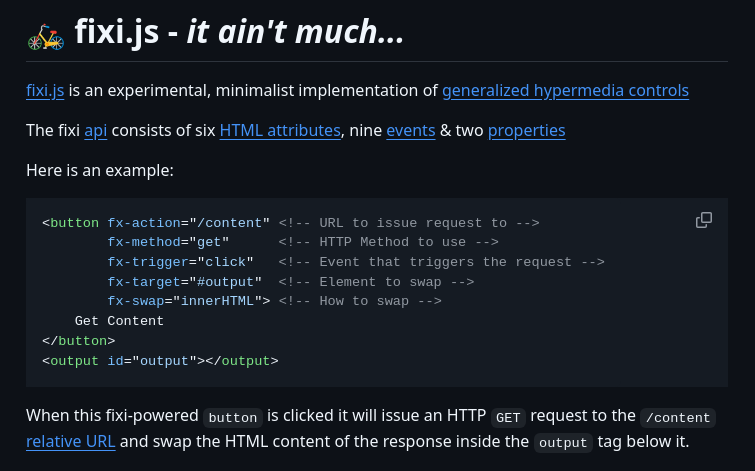 fixi.js - it ain't much...
fixi.js is an experimental, minimalist implementation of generalized hypermedia controls
The fixi api consists of six HTML attributes, nine events & two properties
Here is an example:
<button fx-action="/content" <!-- URL to issue request to -->
        fx-method="get"      <!-- HTTP Method to use -->
        fx-trigger="click"   <!-- Event that triggers the request -->
        fx-target="#output"  <!-- Element to swap -->
        fx-swap="innerHTML"> <!-- How to swap -->
    Get Content
</button>
<output id="output"></output>
When this fixi-powered button is clicked it will issue an HTTP GET request to the /content
relative URL and swap the HTML content of the response inside the output tag below it.